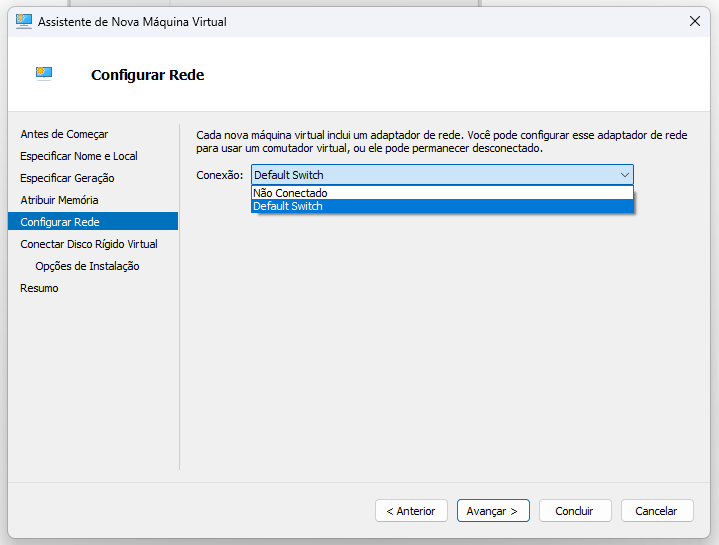 Assistente de Nova Máquina Virtual
Configurar Rede
Antes de Começar
Especificar Nome e Local
Especificar Geração
Atribuir Memória
Configurar Rede
Conectar Disco Rígido Virtual
Opções de Instalação
Resumo
Cada nova máquina virtual inclui um adaptador de rede. Você pode configurar esse adaptador de rede
para usar um comutador virtual, ou ele pode permanecer desconectado.
Conexão: Default Switch
Não Conectado
Default Switch
< Anterior Avançar > Concluir Cancelar